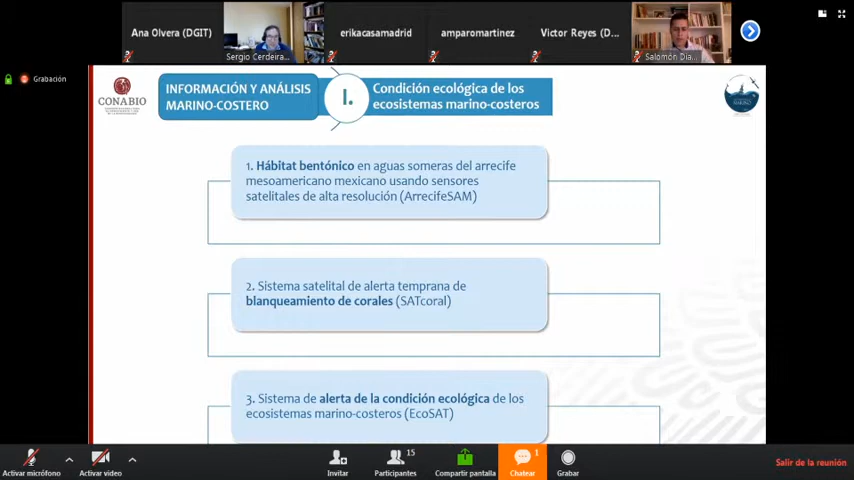 Ana Olvera (DGIT)
Sergio Cerdeira...
erikacasamadrid
amparomartinez
Victor Reyes (D...
Salomón Dia...
Grabación
CONABIO
INFORMACIÓN Y ANÁLISIS
MARINO-COSTERO
I.
Condición ecológica de los
ecosistemas marino-costeros
1. Hábitat bentónico en aguas someras del arrecife
mesoamericano mexicano usando sensores
satelitales de alta resolución (ArrecifeSAM)
2. Sistema satelital de alerta temprana de
blanqueamiento de corales (SATcoral)
3. Sistema de alerta de la condición ecológica de los
ecosistemas marino-costeros (EcoSAT)
Activar micrófono
Activar video
Invitar
15
Participantes
Compartir pantalla
1
Chatear
Grabar
Salir de la reunión